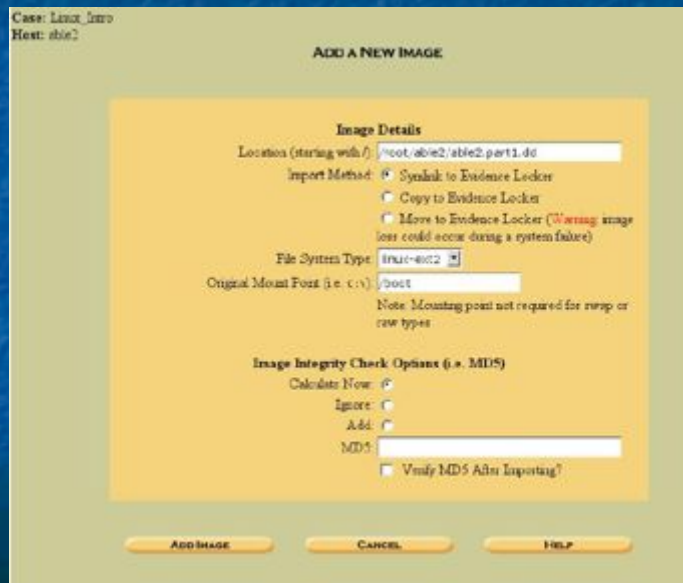 Case: Linux_Intro
Host: able2
ADD A NEW IMAGE
Image Details
Location (starting with /): /root/able2/able2.part1.dd
Import Method: Symlink to Evidence Locker
Copy to Evidence Locker
Move to Evidence Locker (Warning: image
loss could occur during a system failure)
File System Type: linux-ext2
Original Mount Point (i.e. c:\): /boot
Note: Mounting point not required for swap or
raw types
Image Integrity Check Options (i.e. MD5)
Calculate Now:
Ignore:
Add:
MD5:
Verify MD5 After Importing?
ADD IMAGE CANCEL HELP